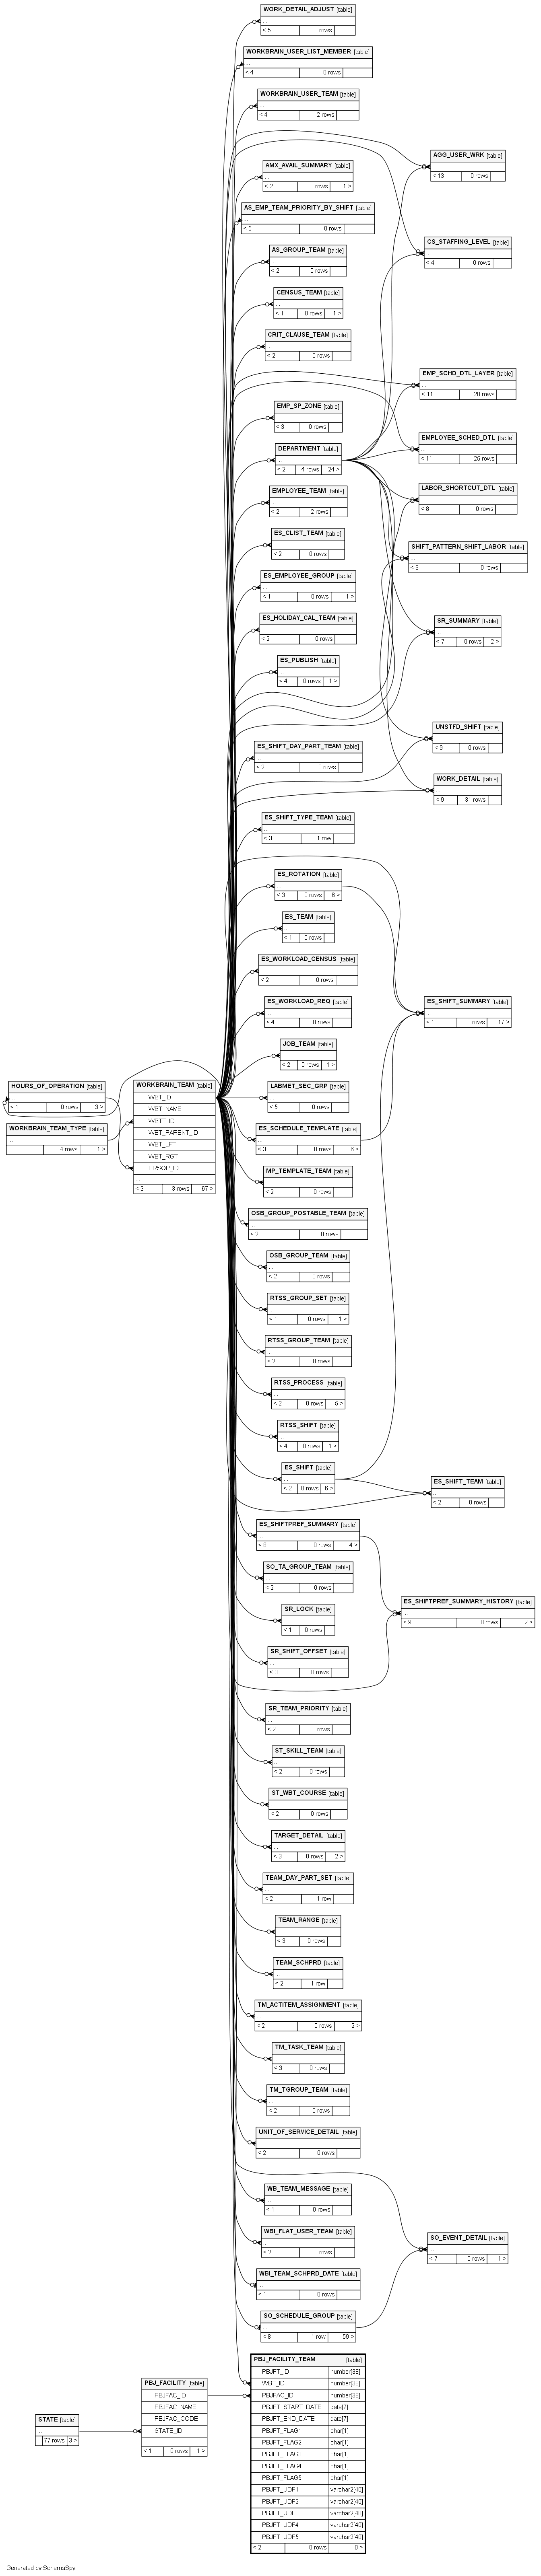 WORK_DETAIL_ADJUST [table]
...
< 5 0 rows
WORKBRAIN_USER_LIST_MEMBER [table]
...
< 4 0 rows
WORKBRAIN_USER_TEAM [table]
...
< 4 2 rows
AGG_USER_WRK [table]
...
< 13 0 rows
AMX_AVAIL_SUMMARY [table]
...
< 2 0 rows 1 >
AS_EMP_TEAM_PRIORITY_BY_SHIFT [table]
...
< 5 0 rows
CS_STAFFING_LEVEL [table]
...
< 4 0 rows
AS_GROUP_TEAM [table]
...
< 2 0 rows
CENSUS_TEAM [table]
...
< 1 0 rows 1 >
CRIT_CLAUSE_TEAM [table]
...
< 2 0 rows
EMP_SCHD_DTL_LAYER [table]
...
< 11 20 rows
EMP_SP_ZONE [table]
...
< 3 0 rows
EMPLOYEE_SCHED_DTL [table]
...
< 11 25 rows
DEPARTMENT [table]
...
< 2 4 rows 24 >
LABOR_SHORTCUT_DTL [table]
...
< 8 0 rows
EMPLOYEE_TEAM [table]
...
< 2 2 rows
ES_CLIST_TEAM [table]
...
< 2 0 rows
SHIFT_PATTERN_SHIFT_LABOR [table]
...
< 9 0 rows
ES_EMPLOYEE_GROUP [table]
...
< 1 0 rows 1 >
ES_HOLIDAY_CAL_TEAM [table]
...
< 2 0 rows
SR_SUMMARY [table]
...
< 7 0 rows 2 >
ES_PUBLISH [table]
...
< 4 0 rows 1 >
UNSTFD_SHIFT [table]
...
< 9 0 rows
ES_SHIFT_DAY_PART_TEAM [table]
...
< 2 0 rows
WORK_DETAIL [table]
...
< 9 31 rows
ES_SHIFT_TYPE_TEAM [table]
...
< 3 1 row
ES_ROTATION [table]
...
< 3 0 rows 6 >
ES_TEAM [table]
...
< 1 0 rows
ES_WORKLOAD_CENSUS [table]
...
< 2 0 rows
ES_WORKLOAD_REQ [table]
...
< 4 0 rows
ES_SHIFT_SUMMARY [table]
...
< 10 0 rows 17 >
JOB_TEAM [table]
...
< 2 0 rows 1 >
HOURS_OF_OPERATION [table]
...
< 1 0 rows 3 >
WORKBRAIN_TEAM_TYPE [table]
...
4 rows 1 >
WORKBRAIN_TEAM [table]
WBT_ID
WBT_NAME
WBTT_ID
WBT_PARENT_ID
WBT_LFT
WBT_RGT
HRSOP_ID
...
< 3 3 rows 67 >
LABMET_SEC_GRP [table]
...
< 5 0 rows
ES_SCHEDULE_TEMPLATE [table]
...
< 3 0 rows 6 >
MP_TEMPLATE_TEAM [table]
...
< 2 0 rows
OSB_GROUP_POSTABLE_TEAM [table]
...
< 2 0 rows
OSB_GROUP_TEAM [table]
...
< 2 0 rows
RTSS_GROUP_SET [table]
...
< 1 0 rows 1 >
RTSS_GROUP_TEAM [table]
...
< 2 0 rows
RTSS_PROCESS [table]
...
< 2 0 rows 5 >
RTSS_SHIFT [table]
...
< 4 0 rows 1 >
ES_SHIFT [table]
...
< 2 0 rows 6 >
ES_SHIFT_TEAM [table]
...
< 2 0 rows
ES_SHIFTPREF_SUMMARY [table]
...
< 8 0 rows 4 >
SO_TA_GROUP_TEAM [table]
...
< 2 0 rows
SR_LOCK [table]
...
< 1 0 rows
ES_SHIFTPREF_SUMMARY_HISTORY [table]
...
< 9 0 rows 2 >
SR_SHIFT_OFFSET [table]
...
< 3 0 rows
SR_TEAM_PRIORITY [table]
...
< 2 0 rows
ST_SKILL_TEAM [table]
...
< 2 0 rows
ST_WBT_COURSE [table]
...
< 2 0 rows
TARGET_DETAIL [table]
...
< 3 0 rows 2 >
TEAM_DAY_PART_SET [table]
...
< 2 1 row
TEAM_RANGE [table]
...
< 3 0 rows
TEAM_SCHPRD [table]
...
< 2 1 row
TM_ACTITEM_ASSIGNMENT [table]
...
< 2 0 rows 2 >
TM_TASK_TEAM [table]
...
< 3 0 rows
TM_TGROUP_TEAM [table]
...
< 2 0 rows
UNIT_OF_SERVICE_DETAIL [table]
...
< 2 0 rows
WB_TEAM_MESSAGE [table]
...
< 1 0 rows
WBI_FLAT_USER_TEAM [table]
...
< 2 0 rows
SO_EVENT_DETAIL [table]
...
< 7 0 rows 1 >
WBI_TEAM_SCHPRD_DATE [table]
...
< 1 0 rows
SO_SCHEDULE_GROUP [table]
...
< 8 1 row 59 >
STATE [table]
...
77 rows 3 >
PBJ_FACILITY [table]
PBJFAC_ID
PBJFAC_NAME
PBJFAC_CODE
STATE_ID
...
< 1 0 rows 1 >
PBJ_FACILITY_TEAM [table]
PBJFT_ID number[38]
WBT_ID number[38]
PBJFAC_ID number[38]
PBJFT_START_DATE date[7]
PBJFT_END_DATE date[7]
PBJFT_FLAG1 char[1]
PBJFT_FLAG2 char[1]
PBJFT_FLAG3 char[1]
PBJFT_FLAG4 char[1]
PBJFT_FLAG5 char[1]
PBJFT_UDF1 varchar2[40]
PBJFT_UDF2 varchar2[40]
PBJFT_UDF3 varchar2[40]
PBJFT_UDF4 varchar2[40]
PBJFT_UDF5 varchar2[40]
< 2 0 rows 0 >
Generated by SchemaSpy